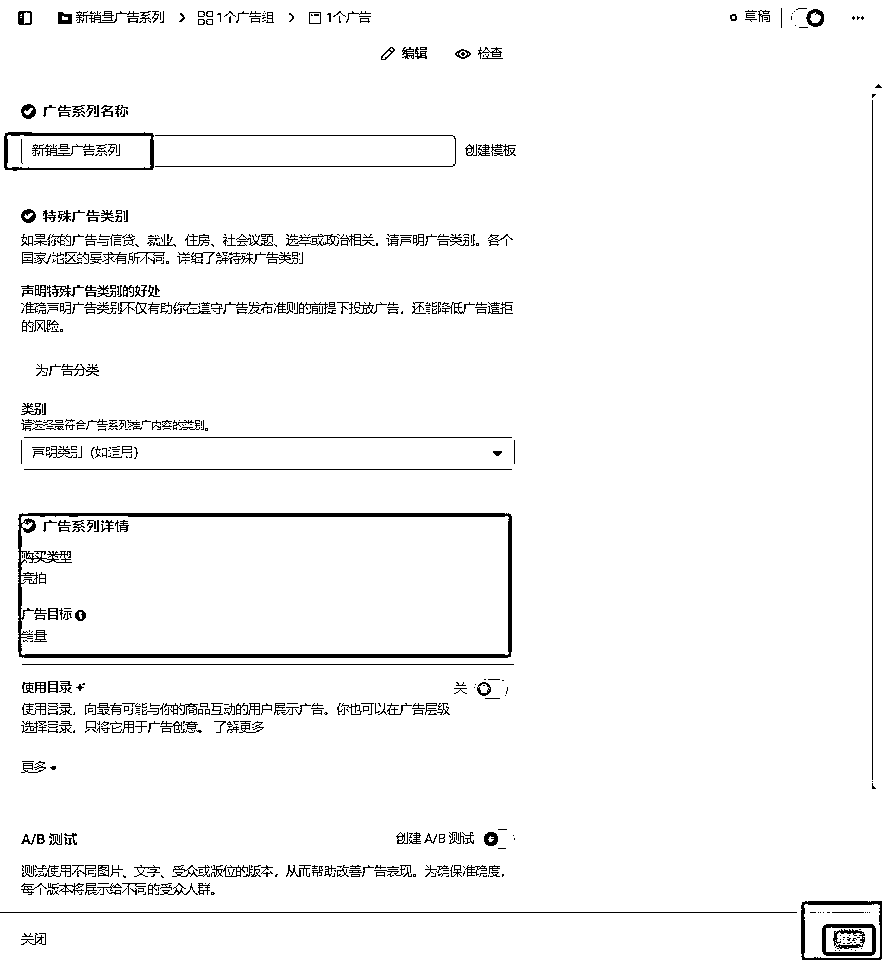 新销量广告系列 1个广告组 1个广告 草稿
编辑 检查
广告系列名称
新销量广告系列 创建模板
特殊广告类别
如果你的广告与信贷、就业、住房、社会议题、选举或政治相关，请声明广告类别。各个
国家/地区的要求有所不同。详细了解特殊广告类别
声明特殊广告类别的好处
准确声明广告类别不仅有助你在遵守广告发布准则的前提下投放广告，还能降低广告遭拒
的风险。
为广告分类
类别
请选择最符合广告系列推广内容的类别。
声明类别（如适用）
广告系列详情
购买类型
竞拍
广告目标
销量
使用目录 关
使用目录，向最有可能与你的商品互动的用户展示广告。你也可以在广告层级
选择目录，只将它用于广告创意。 了解更多
更多
A/B 测试 创建 A/B 测试
测试使用不同图片、文字、受众或版位的版本，从而帮助改善广告表现。为确保准确度，
每个版本将展示给不同的受众人群。
关闭